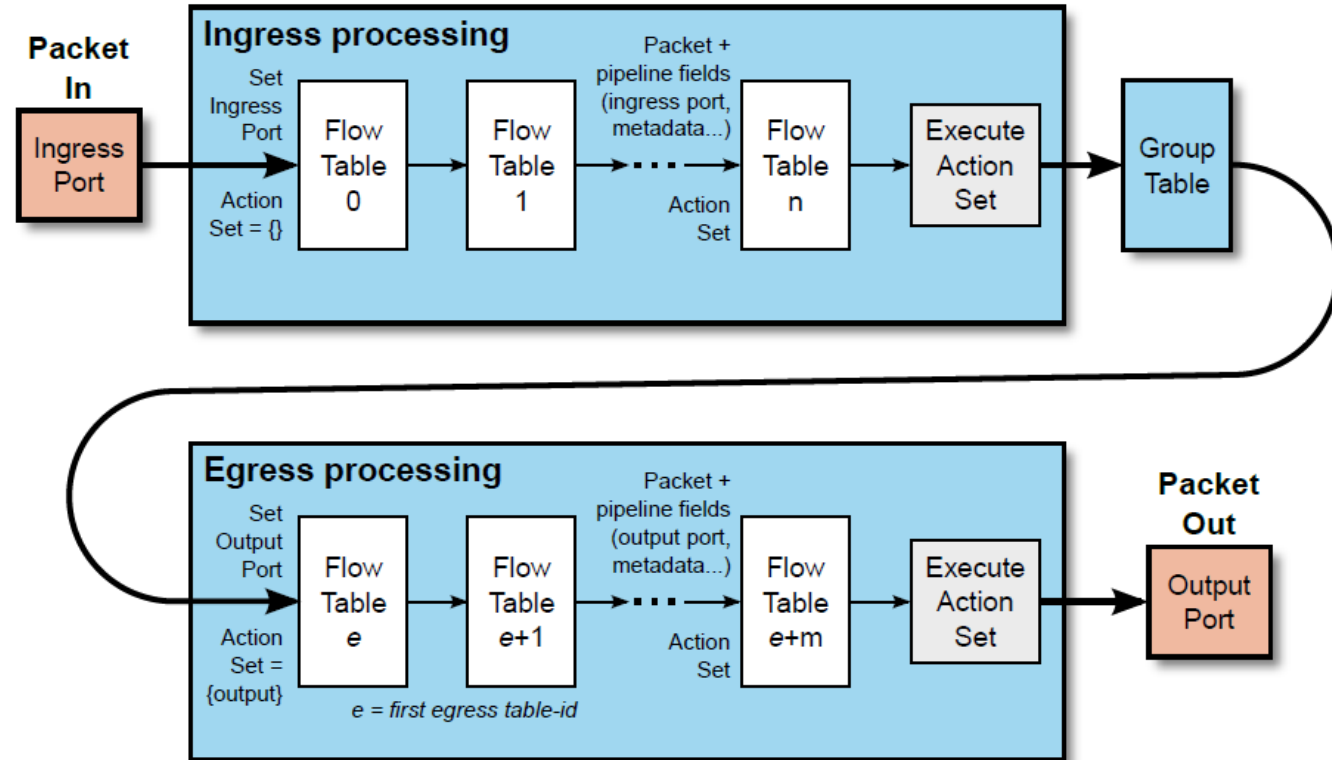 Packet
In
Ingress
Port
Ingress processing
Set
Ingress
Port
Action
Set = {}
Flow
Table
0
Flow
Table
1
Packet +
pipeline fields
(ingress port,
metadata...)
Action
Set
Flow
Table
n
Execute
Action
Set
Group
Table
Egress processing
Set
Output
Port
Action
Set =
{output}
Flow
Table
e
Flow
Table
e+1
e = first egress table-id
Packet +
pipeline fields
(output port,
metadata...)
Action
Set
Flow
Table
e+m
Execute
Action
Set
Packet
Out
Output
Port